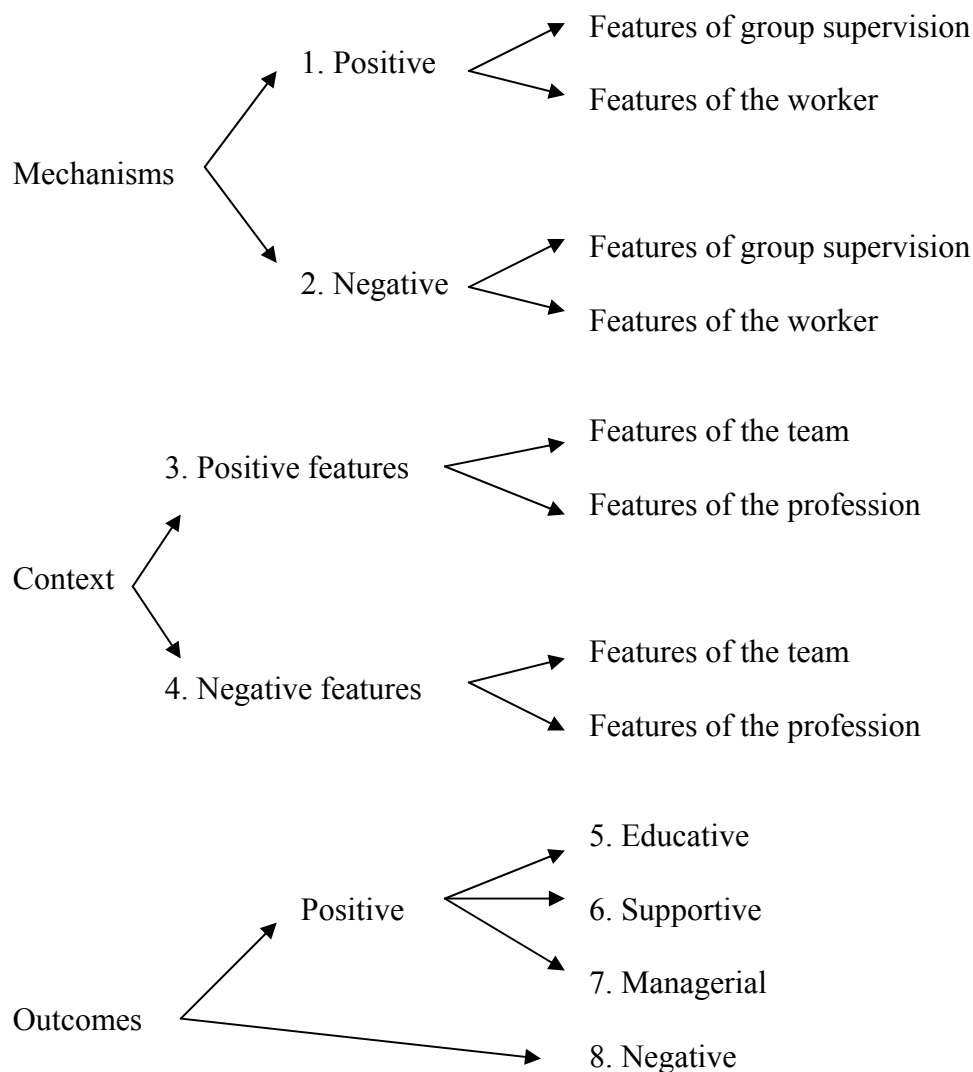 Features of group supervision
1. Positive
Features of the worker
Mechanisms
Features of group supervision
2. Negative
Features of the worker
Features of the team
3. Positive features
Features of the profession
Context
Features of the team
4. Negative features
Features of the profession
5. Educative
Positive
6. Supportive
7. Managerial
Outcomes
8. Negative